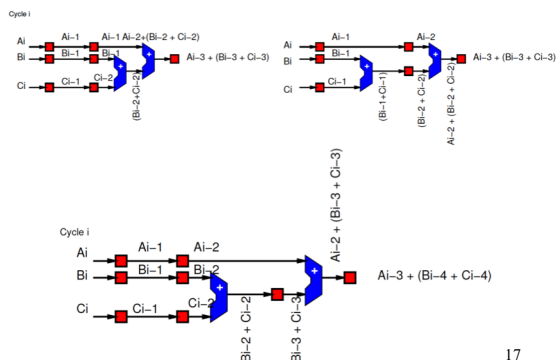 Cycle i
Ai Ai−1 Ai−1 Ai−2+(Bi−2 + Ci−2)
Bi Bi−1 Bi−1
Ci Ci−1 Ci−2
+
+
(Bi−2+Ci−2)
Ai−3 + (Bi−3 + Ci−3)
Ai Ai−1 Ai−2
Bi Bi−1
Ci Ci−1
+
+
(Bi−1+Ci−1)
(Bi−2 + Ci−2)
Ai−2 + (Bi−2 + Ci−2)
Ai−3 + (Bi−3 + Ci−3)
Cycle i
Ai Ai−1 Ai−2
Bi Bi−1 Bi−2
Ci Ci−1 Ci−2
+
+
Bi−2 + Ci−2
Bi−3 + Ci−3
Ai−2 + (Bi−3 + Ci−3)
Ai−3 + (Bi−4 + Ci−4)
17